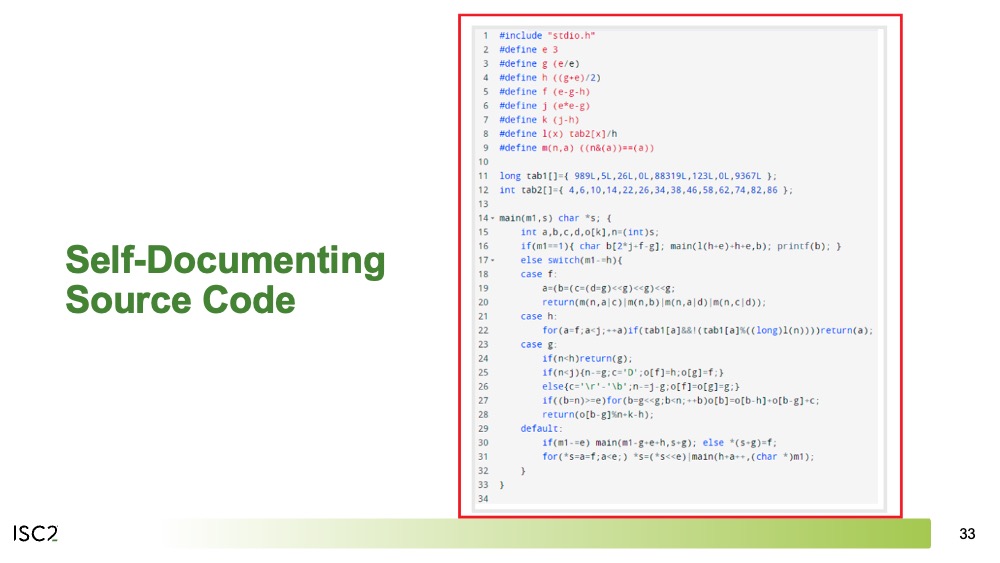 Self-Documenting
Source Code
1 #include "stdio.h"
2 #define e 3
3 #define g (e/e)
4 #define h ((g+e)/2)
5 #define f (e-g-h)
6 #define j (e*e-g)
7 #define k (j-h)
8 #define l(x) tab2[x]/h
9 #define m(n,a) ((n&(a))==(a))
10
11 long tab1[]={ 989L,5L,26L,0L,88319L,123L,0L,9367L };
12 int tab2[]={ 4,6,10,14,22,26,34,38,46,58,62,74,82,86 };
13
14 main(m1,s) char *s; {
15 int a,b,c,d,o[k],n=(int)s;
16 if(m1==1){ char b[2*j+f-g]; main(l(h+e)+h+e,b); printf(b); }
17 else switch(m1-=h){
18 case f:
19 a=(b=(c=(d=g)<<g)<<g)<<g;
20 return(m(n,a|c)|m(n,b)|m(n,a|d)|m(n,c|d));
21 case h:
22 for(a=f;a<j;++a)if(tab1[a]&&!(tab1[a]%((long)l(n))))return(a);
23 case g:
24 if(n<h)return(g);
25 if(n<j){n-=g;c='D';o[f]=h;o[g]=f;}
26 else{c='\r'-'\b';n-=j-g;o[f]=o[g]=g;}
27 if((b=n)>=e)for(b=g<<g;b<n;++b)o[b]=o[b-h]+o[b-g]+c;
28 return(o[b-g]%n+k-h);
29 default:
30 if(m1-=e) main(m1-g+e+h,s+g); else *(s+g)=f;
31 for(*s=a=f;a<e;) *s=(*s<<e)|main(h+a++,(char *)m1);
32 }
33 }
34
ISC2
33